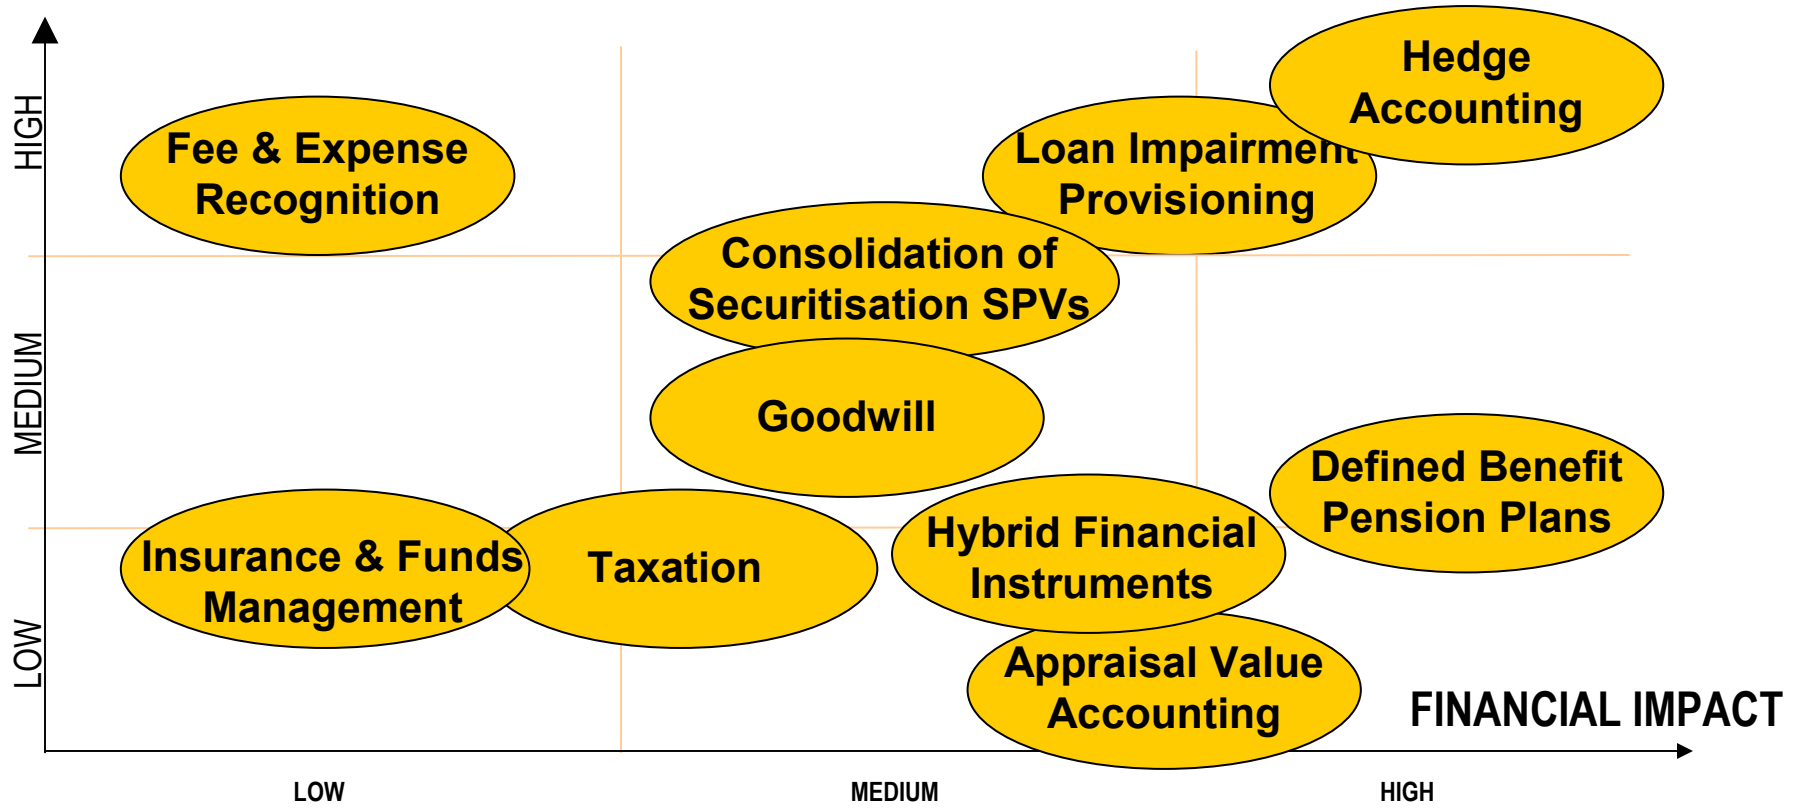 HIGH
MEDIUM
LOW
Hedge
Accounting
Fee & Expense
Recognition
Loan Impairment
Provisioning
Consolidation of
Securitisation SPVs
Goodwill
Defined Benefit
Pension Plans
Insurance & Funds
Management
Taxation
Hybrid Financial
Instruments
Appraisal Value
Accounting
FINANCIAL IMPACT
LOW
MEDIUM
HIGH